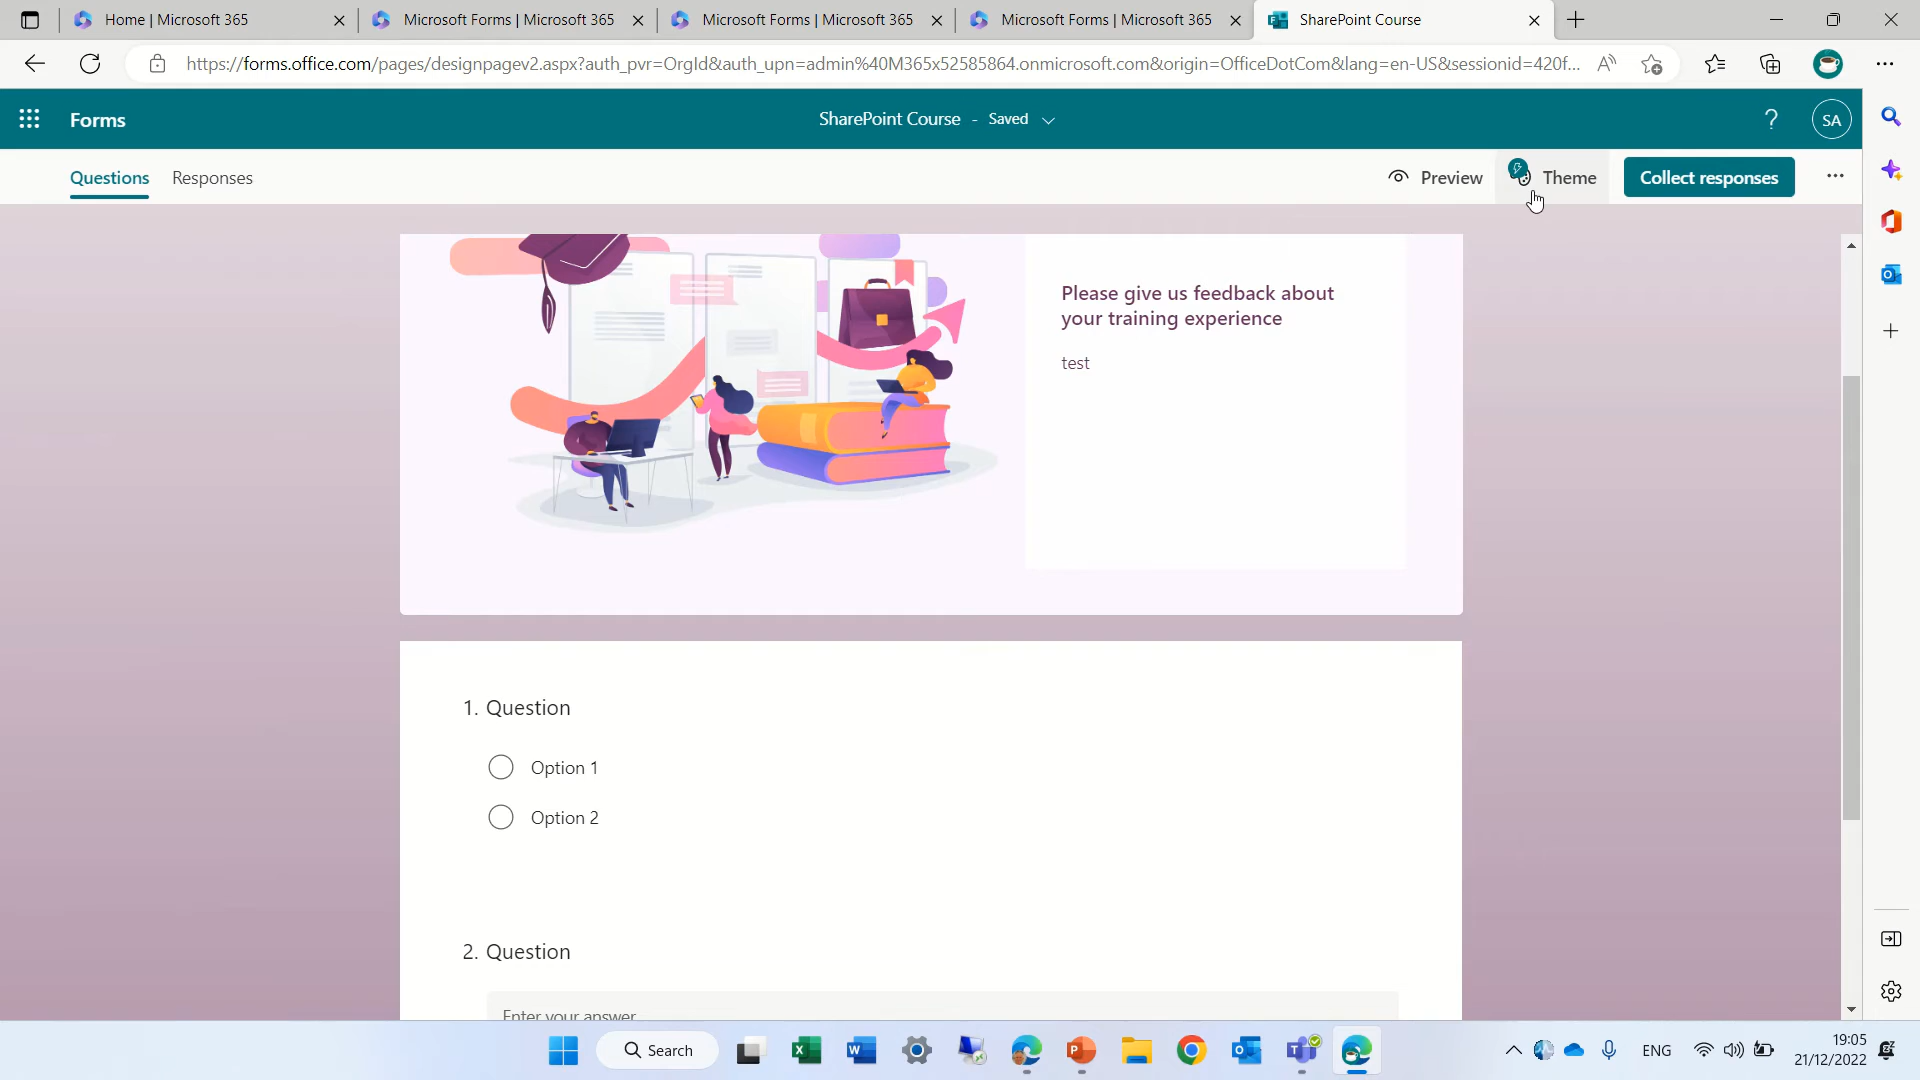 Home | Microsoft 365
Microsoft Forms | Microsoft 365
Microsoft Forms | Microsoft 365
Microsoft Forms | Microsoft 365
SharePoint Course
https://forms.office.com/pages/designpagev2.aspx?auth_pvr=OrgId&auth_upn=admin%40M365x52585864.onmicrosoft.com&origin=OfficeDotCom&lang=en-US&sessionid=420f...
Forms
SharePoint Course - Saved
? SA
Questions Responses
Preview
Theme
Collect responses
Please give us feedback about
your training experience
test
1. Question
Option 1
Option 2
2. Question
Enter your answer
Search
ENG
19:05
21/12/2022